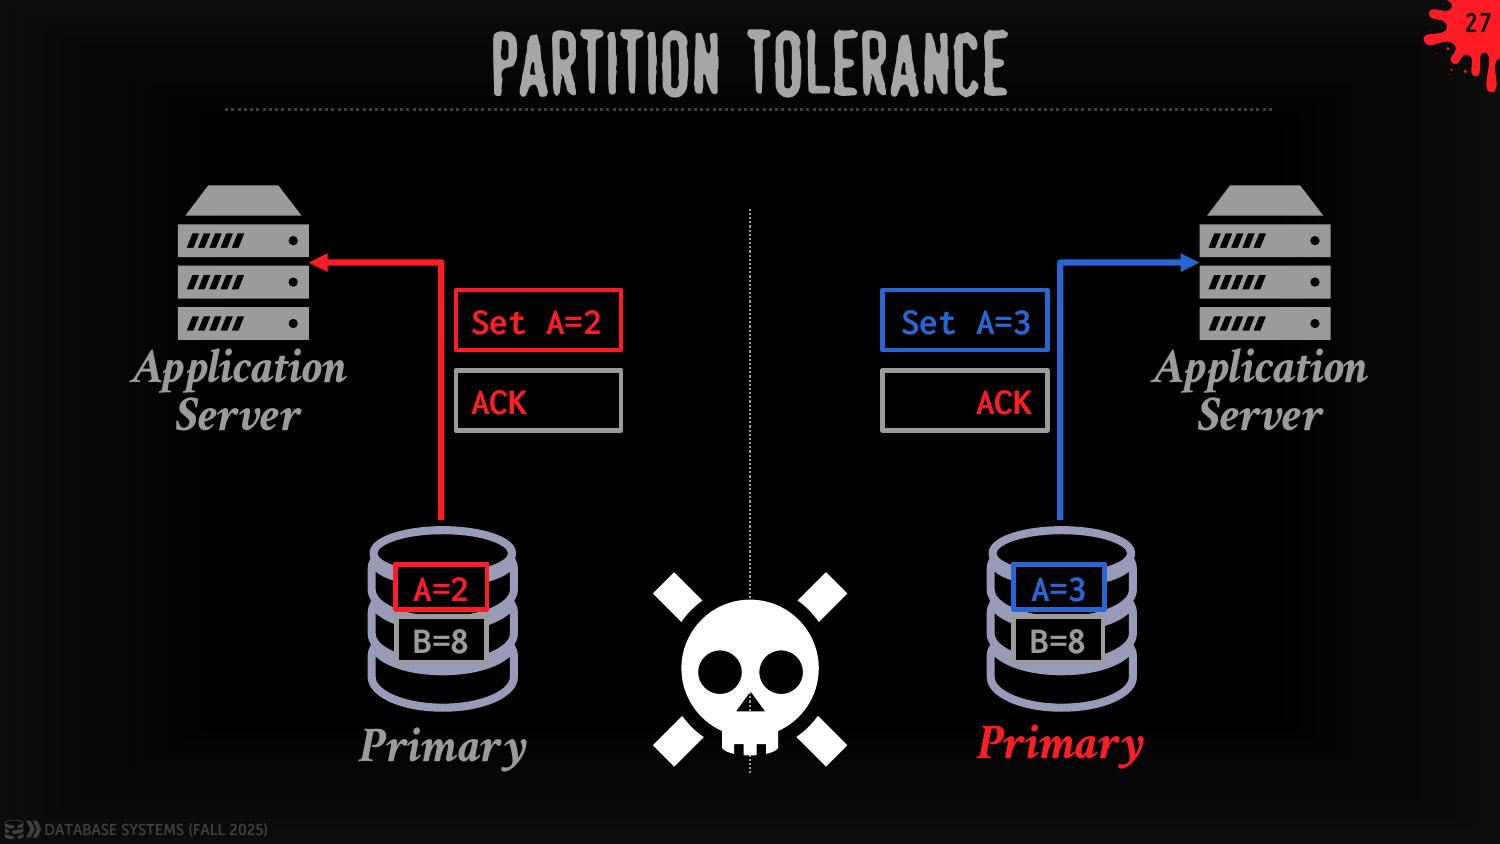 PARTITION TOLERANCE
27
Set A=2
ACK
Set A=3
ACK
Application
Server
Application
Server
A=2
B=8
A=3
B=8
Primary
Primary
DATABASE SYSTEMS (FALL 2025)